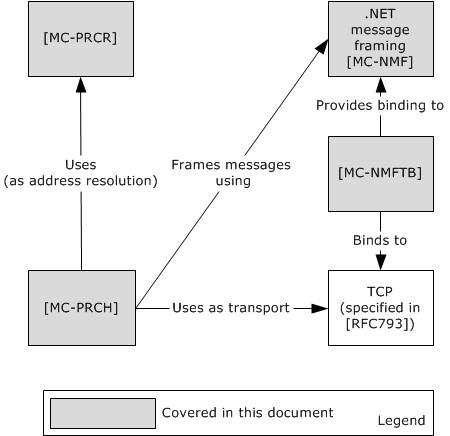 [MC-PRCR]
.NET
message
framing
[MC-NMF]
Provides binding to
Uses
(as address resolution)
Frames messages
using
[MC-NMFTB]
Binds to
[MC-PRCH]
Uses as transport
TCP
(specified in
[RFC793])
Covered in this document
Legend